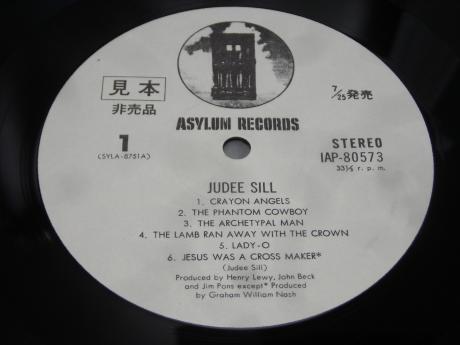 見本
非売品
7/25発売
ASYLUM RECORDS
1
(SYLA-8751A)
STEREO
IAP-80573
33⅓ r. p. m.
JUDEE SILL
1. CRAYON ANGELS
2. THE PHANTOM COWBOY
3. THE ARCHETYPAL MAN
4. THE LAMB RAN AWAY WITH THE CROWN
5. LADY-O
6. JESUS WAS A CROSS MAKER*
(Judee Sill)
Produced by Henry Lewy, John Beck
and Jim Pons except* Produced
by Graham William Nash